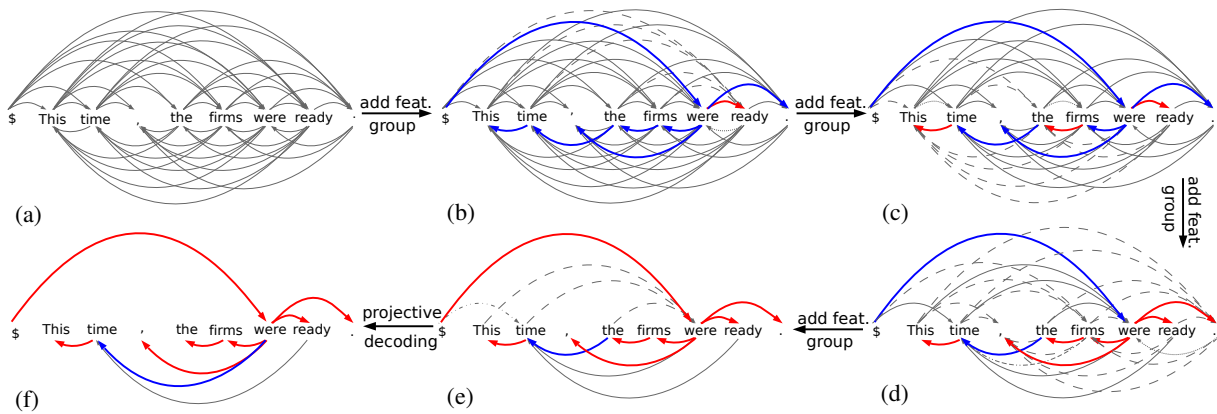 $ This time , the firms were ready .
(a)
add feat.
group
$ This time , the firms were ready .
(b)
add feat.
group
$ This time , the firms were ready .
(c)
add feat.
group
$ This time , the firms were ready .
(d)
add feat.
group
$ This time , the firms were ready .
(e)
projective
decoding
$ This time , the firms were ready .
(f)